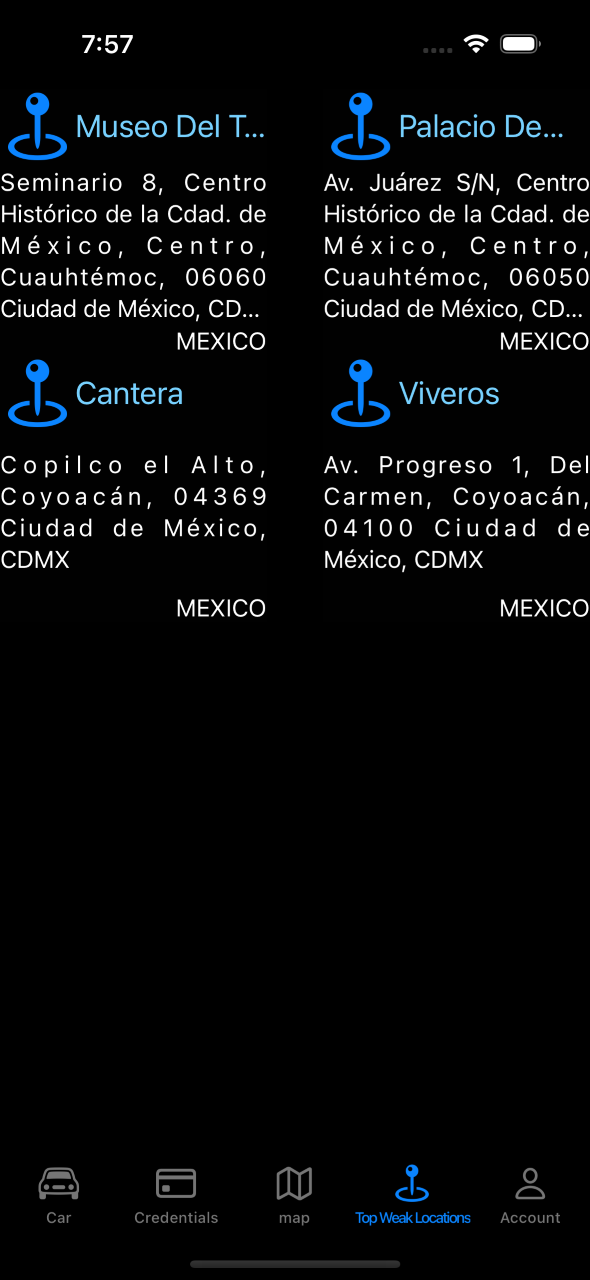 7:57
Museo Del T...
Seminario 8, Centro
Histórico de la Cdad. de
México, Centro,
Cuauhtémoc, 06060
Ciudad de México, CD...
MEXICO
Palacio De...
Av. Juárez S/N, Centro
Histórico de la Cdad. de
México, Centro,
Cuauhtémoc, 06050
Ciudad de México, CD...
MEXICO
Cantera
Copilco el Alto,
Coyoacán, 04369
Ciudad de México,
CDMX
MEXICO
Viveros
Av. Progreso 1, Del
Carmen, Coyoacán,
04100 Ciudad de
México, CDMX
MEXICO
Car
Credentials
map
Top Weak Locations
Account